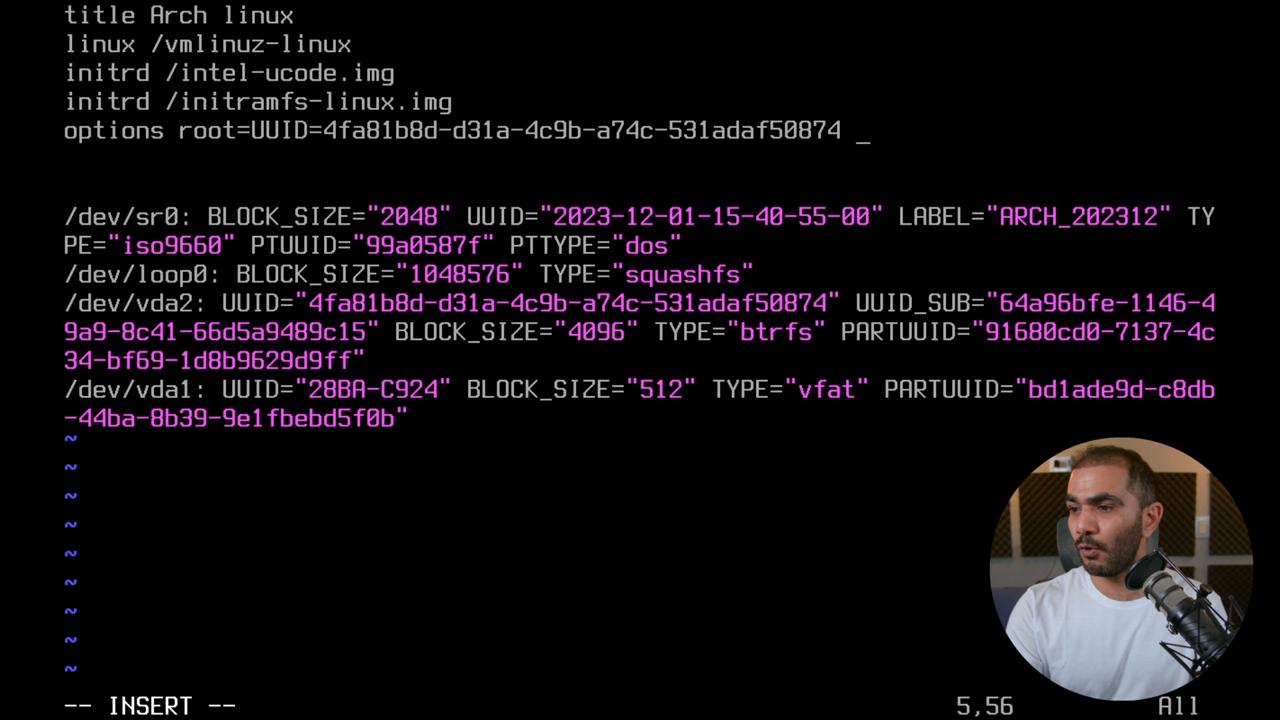 title Arch linux
linux /vmlinuz-linux
initrd /intel-ucode.img
initrd /initramfs-linux.img
options root=UUID=4fa81b8d-d31a-4c9b-a74c-531adaf50874 _
/dev/sr0: BLOCK_SIZE="2048" UUID="2023-12-01-15-40-55-00" LABEL="ARCH_202312" TY
PE="iso9660" PTUUID="99a0587f" PTTYPE="dos"
/dev/loop0: BLOCK_SIZE="1048576" TYPE="squashfs"
/dev/vda2: UUID="4fa81b8d-d31a-4c9b-a74c-531adaf50874" UUID_SUB="64a96bfe-1146-4
9a9-8c41-66d5a9489c15" BLOCK_SIZE="4096" TYPE="btrfs" PARTUUID="91680cd0-7137-4c
34-bf69-1d8b9629d9ff"
/dev/vda1: UUID="28BA-C924" BLOCK_SIZE="512" TYPE="vfat" PARTUUID="bd1ade9d-c8db
-44ba-8b39-9e1fbebd5f0b"
~
~
~
~
~
~
~
~
~
-- INSERT -- 5,56 All